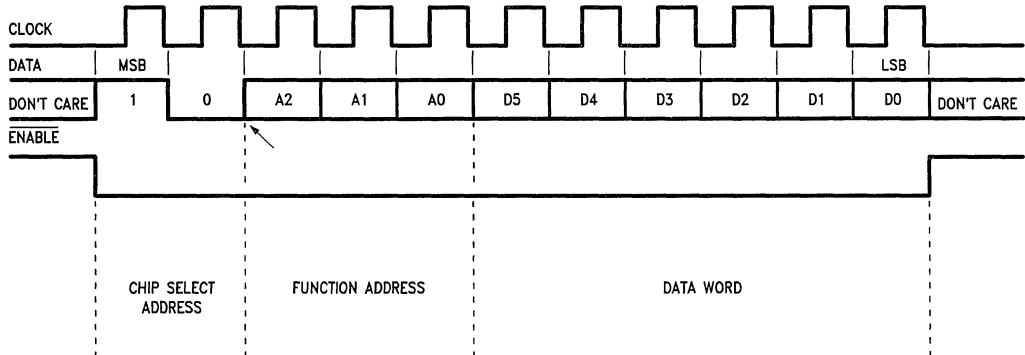 CLOCK
DATA MSB LSB
DON'T CARE 1 0 A2 A1 A0 D5 D4 D3 D2 D1 D0 DON'T CARE
ENABLE
CHIP SELECT FUNCTION ADDRESS DATA WORD
ADDRESS